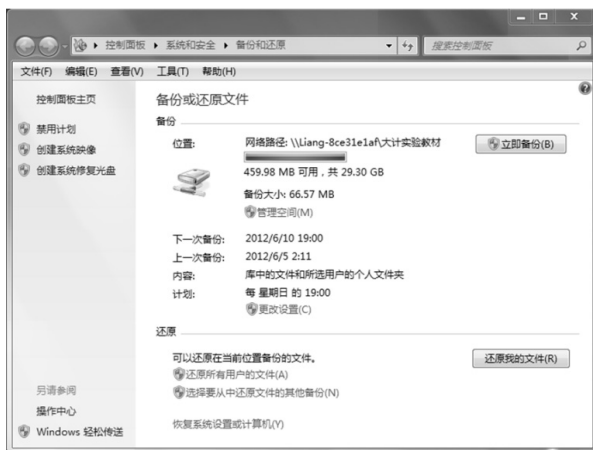 控制面板 ▸ 系统和安全 ▸ 备份和还原
搜索控制面板
文件(F) 编辑(E) 查看(V) 工具(T) 帮助(H)
控制面板主页
禁用计划
创建系统映像
创建系统修复光盘
备份或还原文件
备份
位置: 网络路径: \\Liang-8ce31e1af\大计实验教材
立即备份(B)
459.98 MB 可用，共 29.30 GB
备份大小: 66.57 MB
管理空间(M)
下一次备份: 2012/6/10 19:00
上一次备份: 2012/6/5 2:11
内容: 库中的文件和所选用户的个人文件夹
计划: 每 星期日 的 19:00
更改设置(C)
还原
可以还原在当前位置备份的文件。
还原我的文件(R)
还原所有用户的文件(A)
选择要从中还原文件的其他备份(N)
恢复系统设置或计算机(Y)
另请参阅
操作中心
Windows 轻松传送